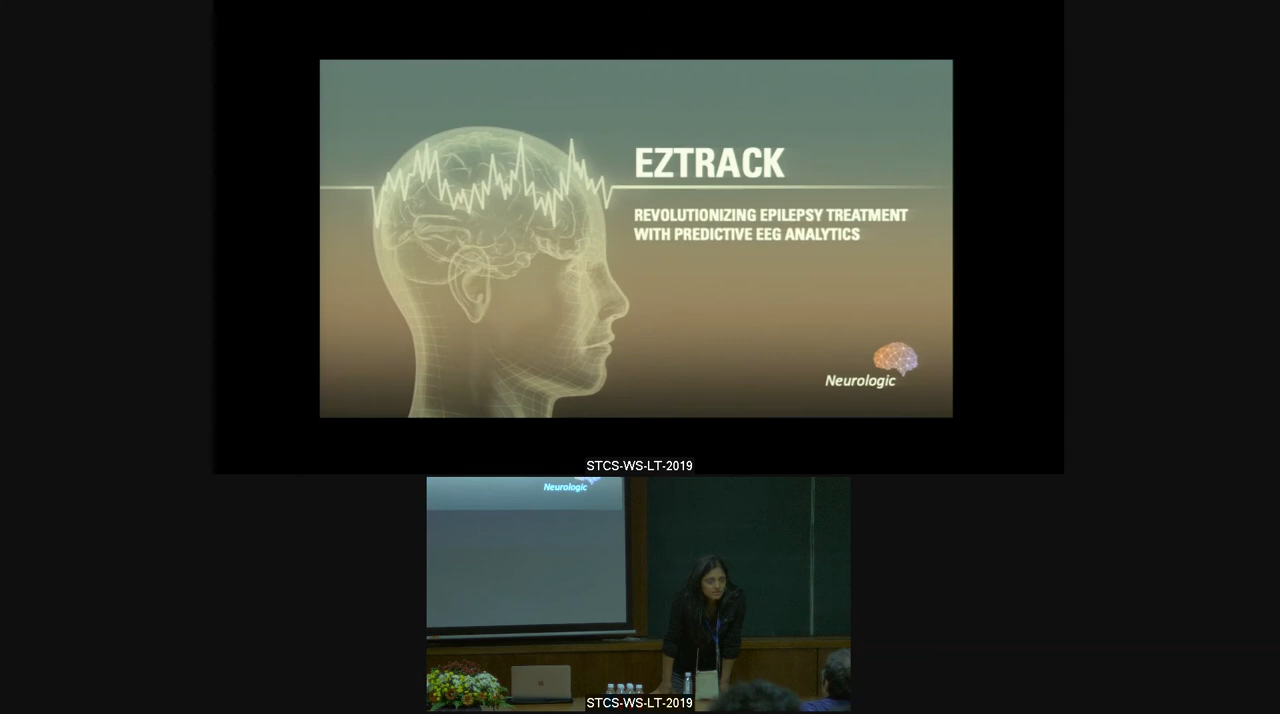 EZTRACK
REVOLUTIONIZING EPILEPSY TREATMENT
WITH PREDICTIVE EEG ANALYTICS
Neurologic
STCS-WS-LT-2019
Neurologic
STCS-WS-LT-2019